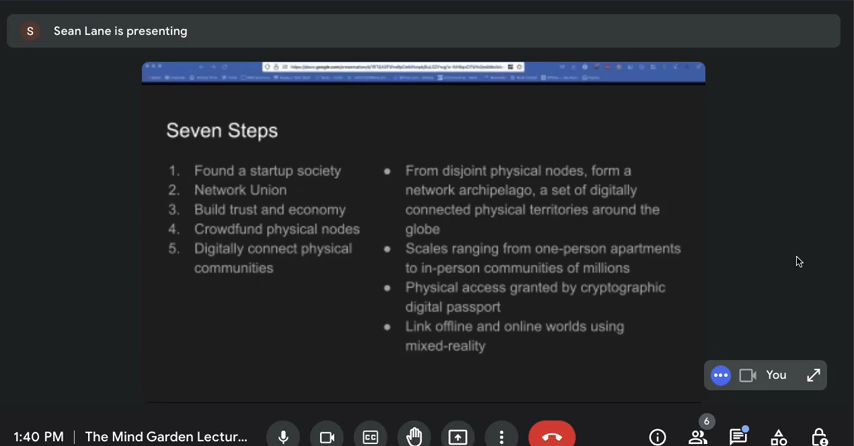 S Sean Lane is presenting
Seven Steps
1. Found a startup society
2. Network Union
3. Build trust and economy
4. Crowdfund physical nodes
5. Digitally connect physical
communities
● From disjoint physical nodes, form a
network archipelago, a set of digitally
connected physical territories around the
globe
● Scales ranging from one-person apartments
to in-person communities of millions
● Physical access granted by cryptographic
digital passport
● Link offline and online worlds using
mixed-reality
You
6
1:40 PM | The Mind Garden Lectur...
CC